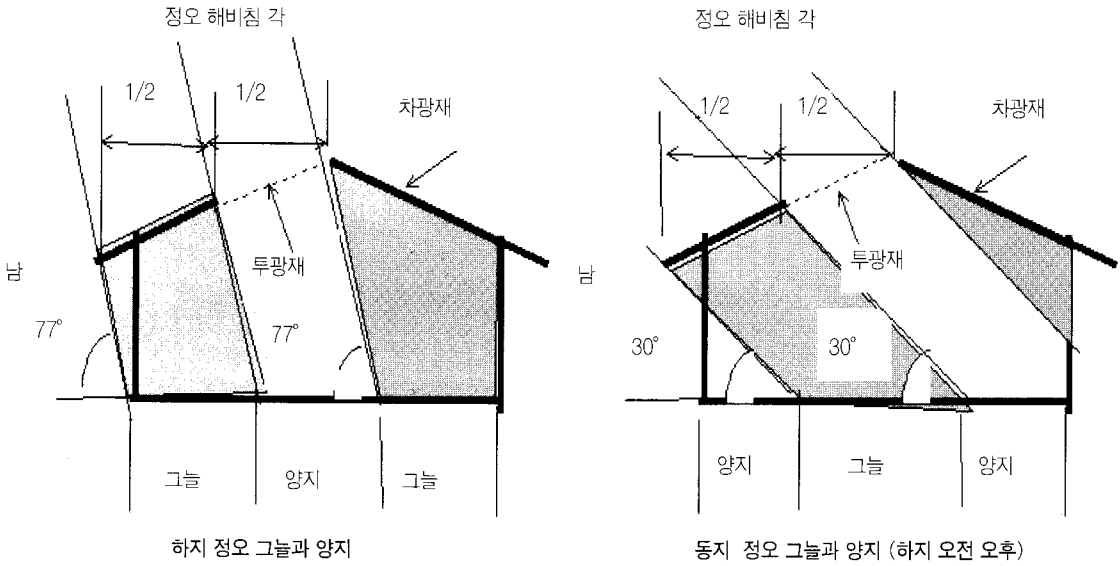 정오 해비침 각
1/2
1/2
차광재
투광재
남
77°
77°
그늘
양지
그늘
하지 정오 그늘과 양지
정오 해비침 각
1/2
1/2
차광재
투광재
남
30°
30°
양지
그늘
양지
동지 정오 그늘과 양지 (하지 오전 오후)